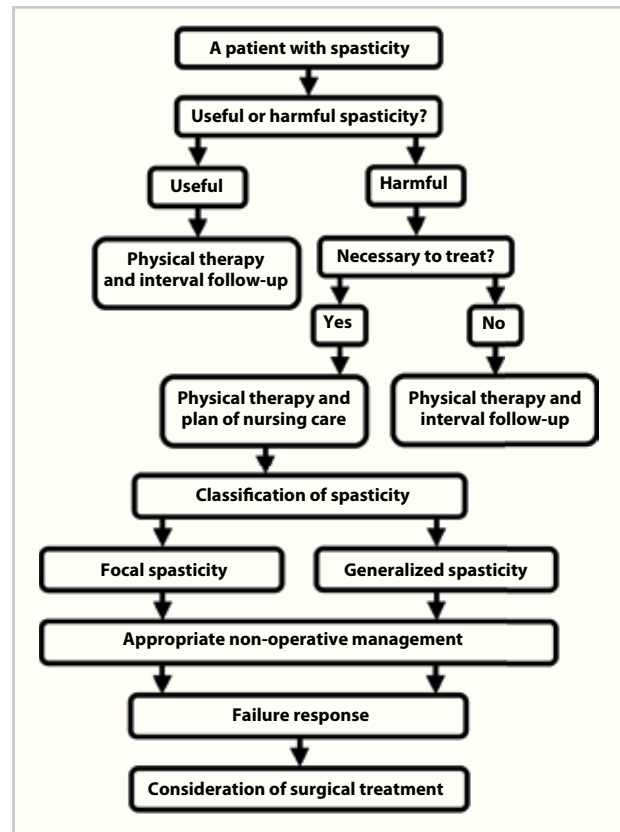 A patient with spasticity
Useful or harmful spasticity?
Useful
Harmful
Physical therapy
and interval follow-up
Necessary to treat?
Yes
No
Physical therapy and
plan of nursing care
Physical therapy and
interval follow-up
Classification of spasticity
Focal spasticity
Generalized spasticity
Appropriate non-operative management
Failure response
Consideration of surgical treatment